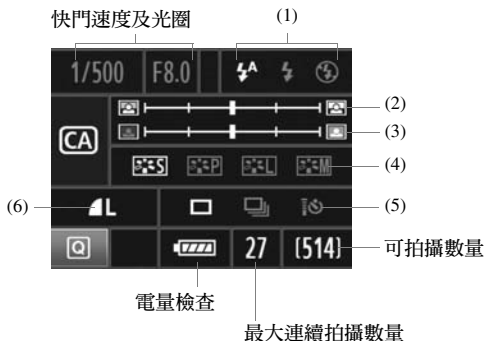 快門速度及光圈
(1)
1/500 F8.0 A
(2)
(3)
CA
S P L M
(4)
(6)
L
(5)
Q
27 [514]
可拍攝數量
電量檢查
最大連續拍攝數量